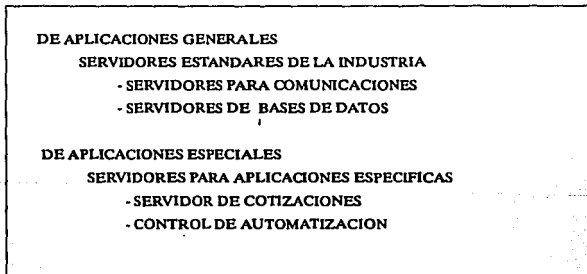 DE APLICACIONES GENERALES
SERVIDORES ESTANDARES DE LA INDUSTRIA
- SERVIDORES PARA COMUNICACIONES
- SERVIDORES DE BASES DE DATOS
DE APLICACIONES ESPECIALES
SERVIDORES PARA APLICACIONES ESPECIFICAS
- SERVIDOR DE COTIZACIONES
- CONTROL DE AUTOMATIZACION